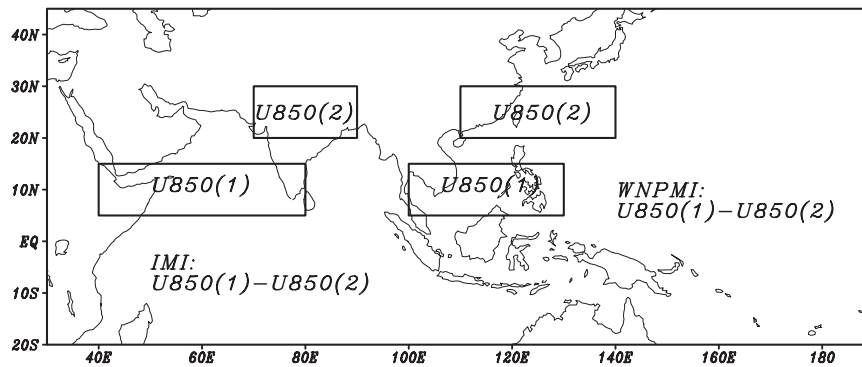 40N
30N
U850(2)
U850(2)
20N
U850(1)
U850(1)
10N
WNPMI:
U850(1)-U850(2)
EQ
IMI:
U850(1)-U850(2)
10S
20S
40E
60E
80E
100E
120E
140E
160E
180